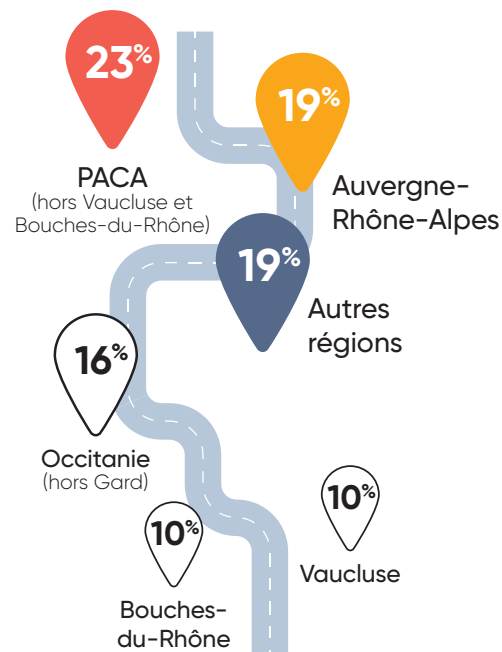 23%
PACA
(hors Vaucluse et
Bouches-du-Rhône)
19%
Auvergne-
Rhône-Alpes
19%
Autres
régions
16%
Occitanie
(hors Gard)
10%
Vaucluse
10%
Bouches-
du-Rhône